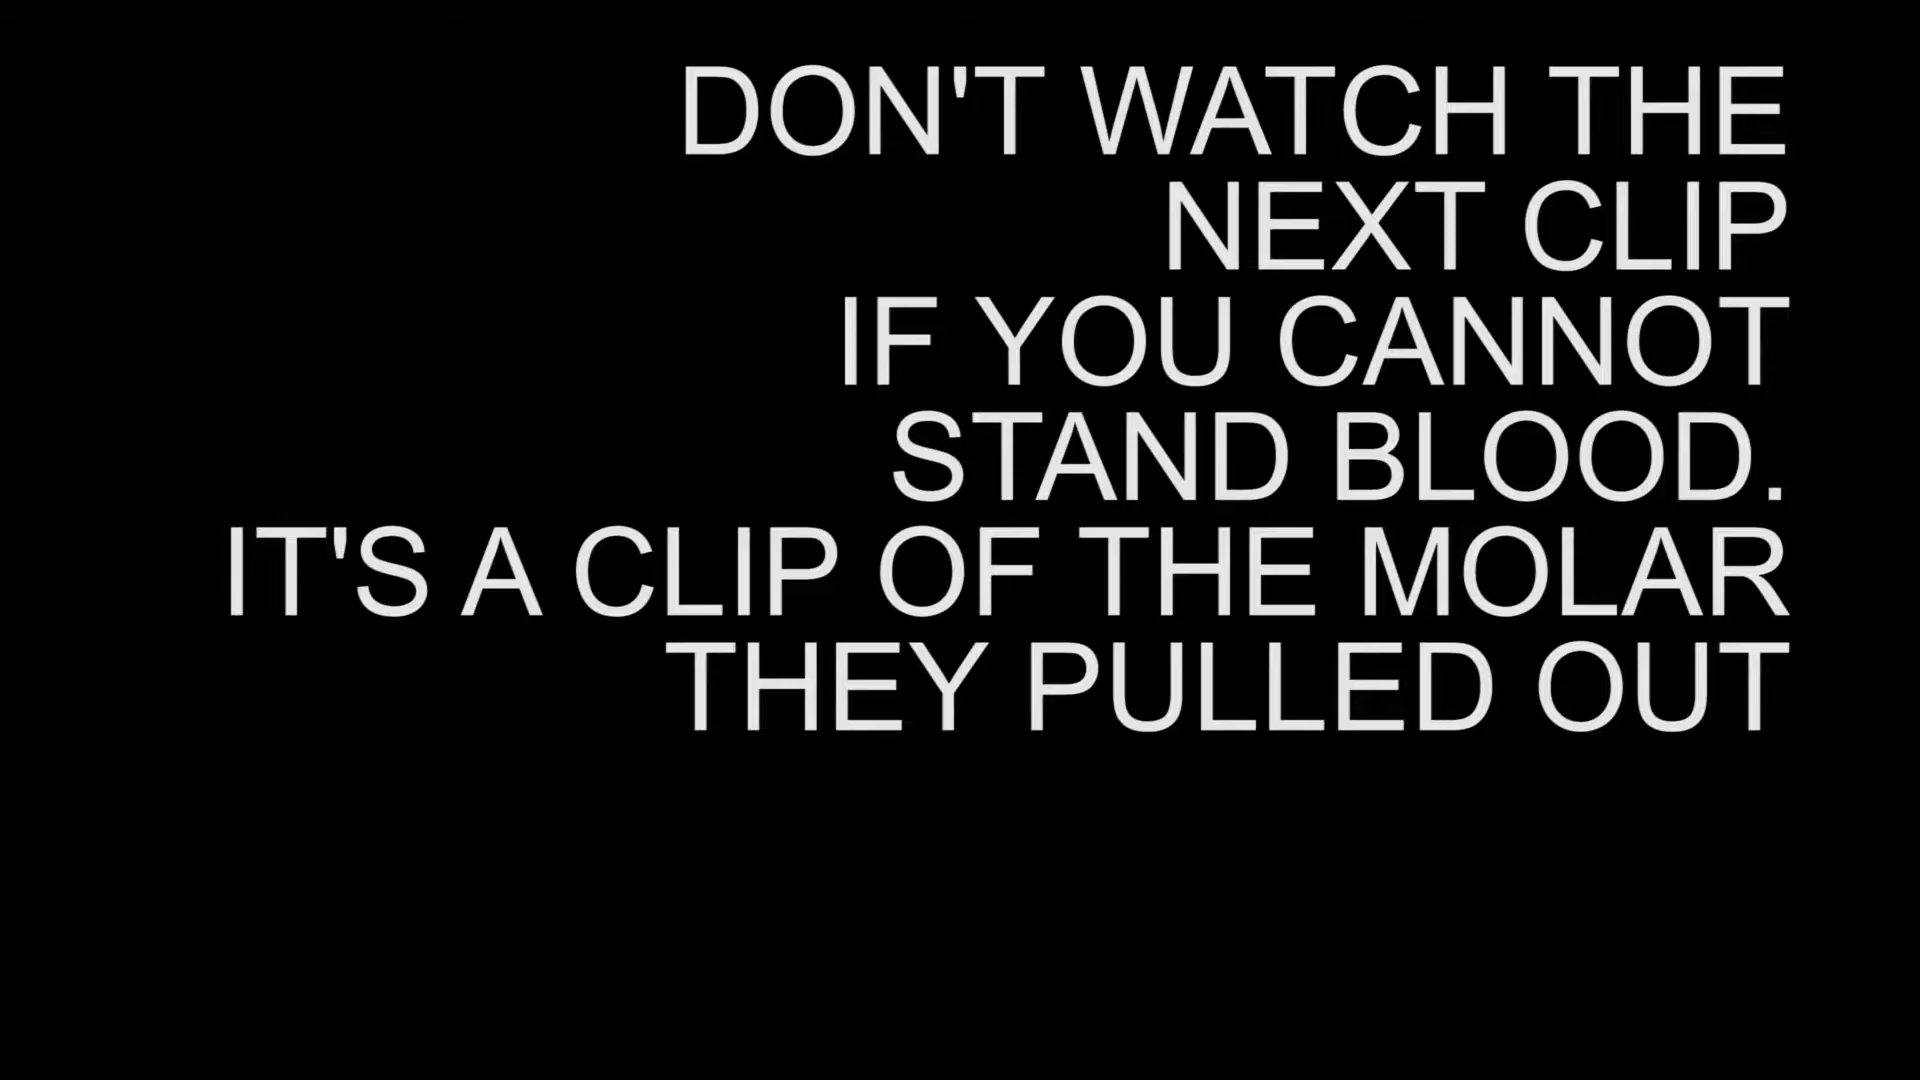 DON'T WATCH THE
NEXT CLIP
IF YOU CANNOT
STAND BLOOD.
IT'S A CLIP OF THE MOLAR
THEY PULLED OUT